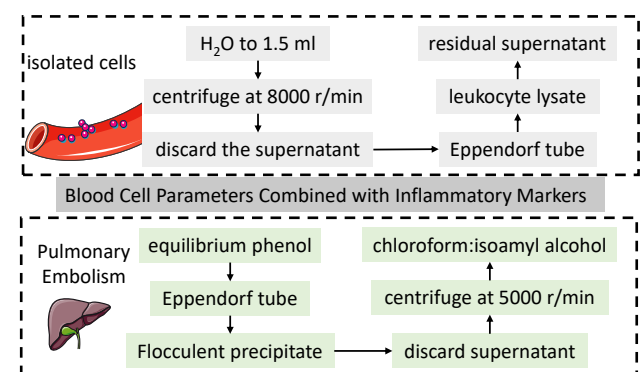 isolated cells
H₂O to 1.5 ml
centrifuge at 8000 r/min
discard the supernatant
Eppendorf tube
leukocyte lysate
residual supernatant
Blood Cell Parameters Combined with Inflammatory Markers
Pulmonary
Embolism
equilibrium phenol
Eppendorf tube
Flocculent precipitate
discard supernatant
centrifuge at 5000 r/min
chloroform:isoamyl alcohol